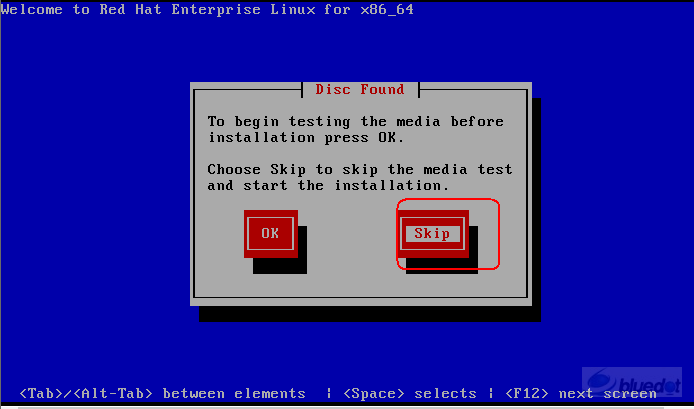 Welcome to Red Hat Enterprise Linux for x86_64
Disc Found
To begin testing the media before
installation press OK.
Choose Skip to skip the media test
and start the installation.
OK Skip
bluedot
<Tab>/<Alt-Tab> between elements | <Space> selects | <F12> next screen